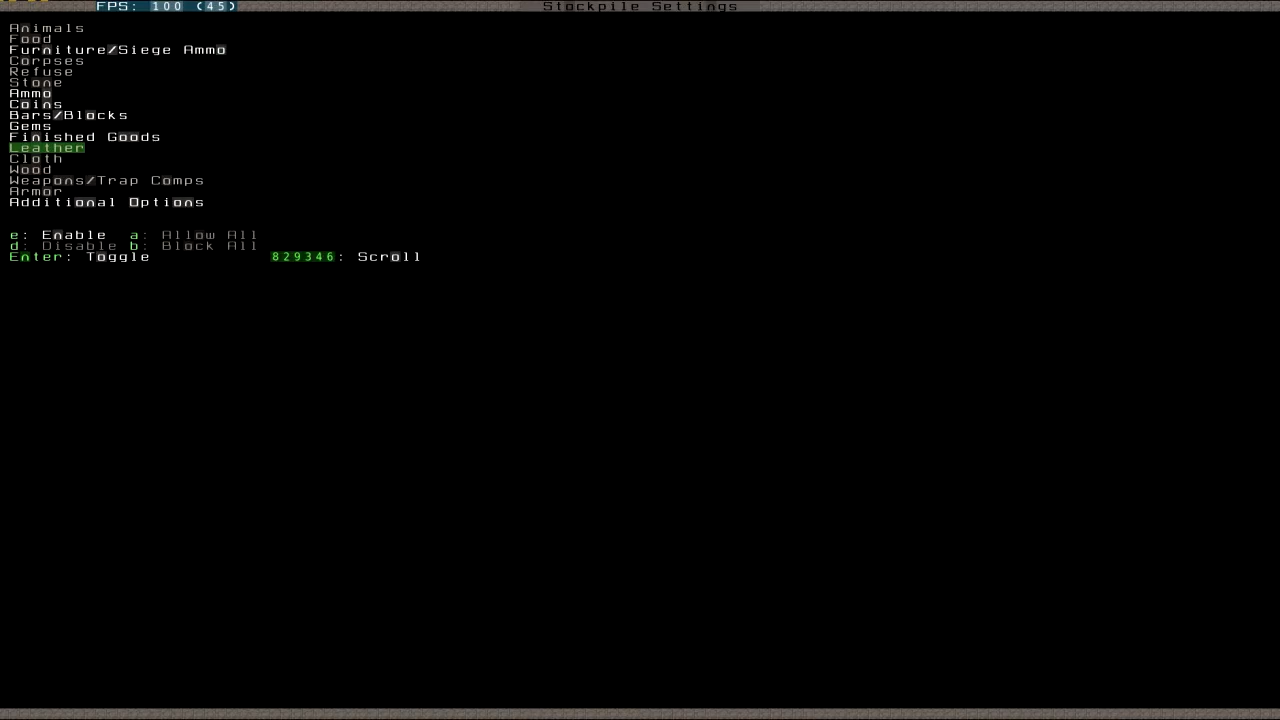 FPS: 100 (45)
Stockpile Settings
Animals
Food
Furniture/Siege Ammo
Corpses
Refuse
Stone
Ammo
Coins
Bars/Blocks
Gems
Finished Goods
Leather
Cloth
Wood
Weapons/Trap Comps
Armor
Additional Options
e: Enable a: Allow All
d: Disable b: Block All
Enter: Toggle 829346: Scroll